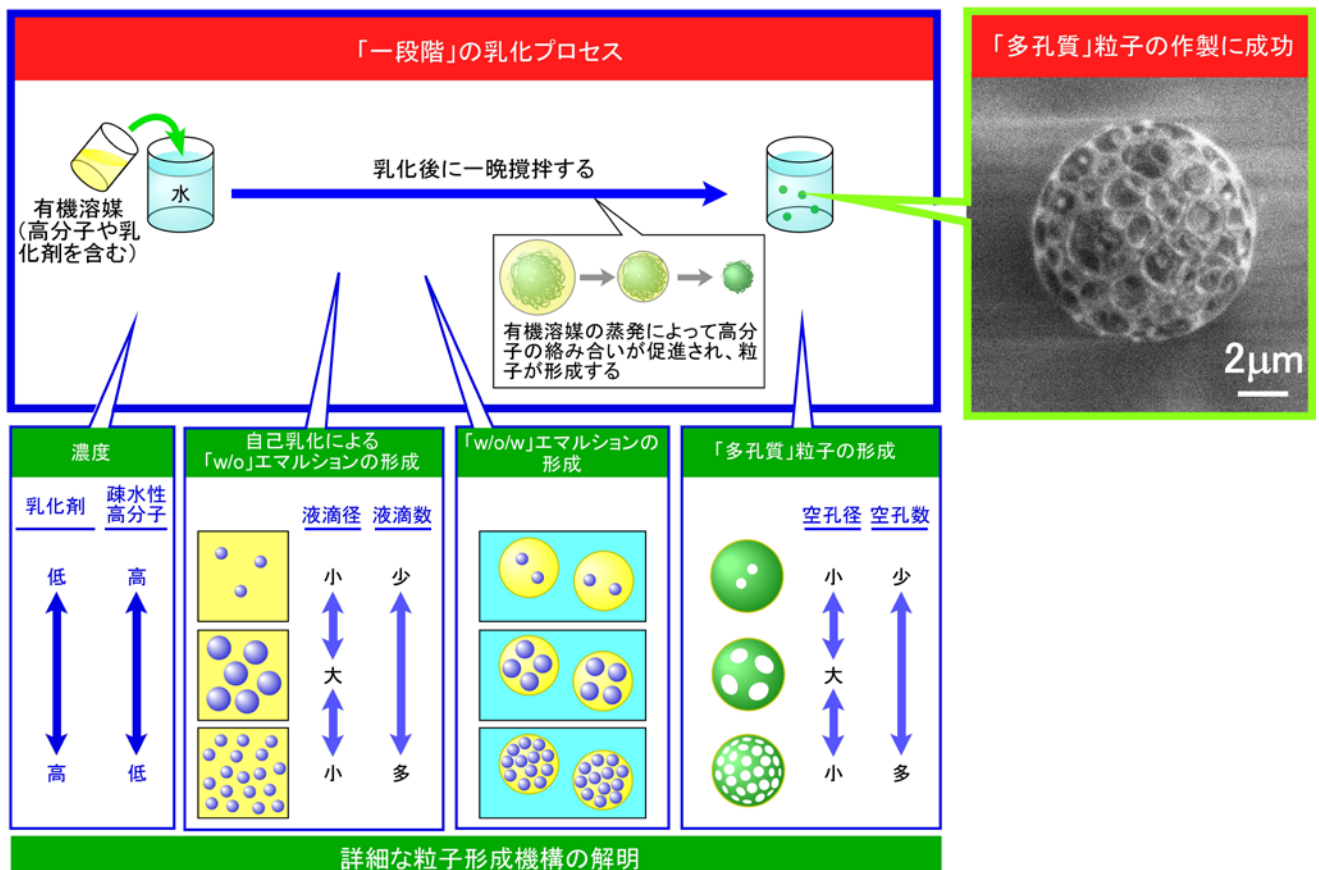 「一段階」の乳化プロセス
「多孔質」粒子の作製に成功
水
乳化後に一晩撹拌する
有機溶媒
(高分子や乳
化剤を含む)
有機溶媒の蒸発によって高分
子の絡み合いが促進され、粒
子が形成する
2μm
濃度
乳化剤
疎水性
高分子
低
高
高
低
自己乳化による
「w/o」エマルションの形成
液滴径
液滴数
小
少
大
小
多
「w/o/w」エマルションの
形成
「多孔質」粒子の形成
空孔径
空孔数
小
少
大
小
多
詳細な粒子形成機構の解明